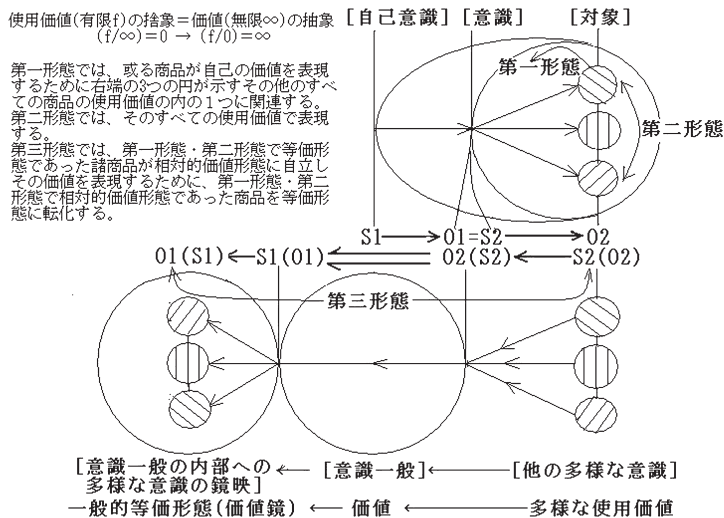 使用価値(有限f)の捨象＝価値(無限∞)の抽象
(f/∞)＝0 → (f/0)＝∞
第一形態では、或る商品が自己の価値を表現
するために右端の3つの円が示すその他のすべ
ての商品の使用価値の内の１つに関連する。
第二形態では、そのすべての使用価値で表現
する。
第三形態では、第一形態・第二形態で等価形
態であった諸商品が相対的価値形態に自立し
その価値を表現するために、第一形態・第二
形態で相対的価値形態であった商品を等価形
態に転化する。
[自己意識] [意識] [対象]
第一形態
第二形態
S1 → O1=S2 → O2
O1(S1) ← S1(O1) ← O2(S2) ← S2(O2)
第三形態
[意識一般の内部への
多様な意識の鏡映] ← [意識一般] ← [他の多様な意識]
一般的等価形態(価値鏡) ← 価値 ← 多様な使用価値